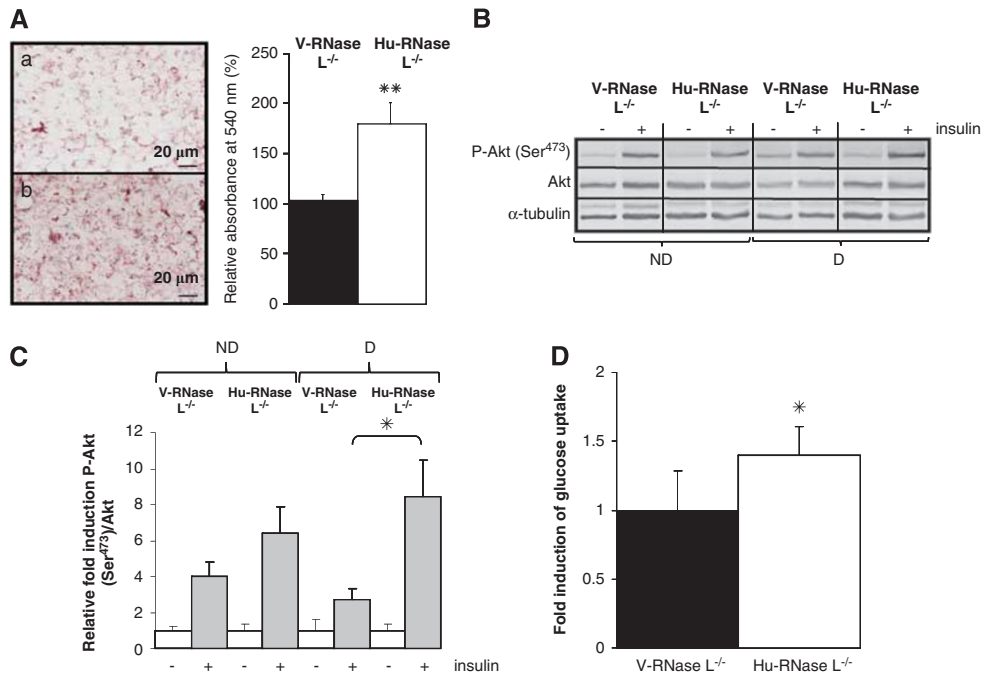 A
a
20 μm
b
20 μm
Relative absorbance at 540 nm (%)
V-RNase Hu-RNase
L-/- L-/-
250
200
150
100
50
0
**
B
V-RNase Hu-RNase V-RNase Hu-RNase
L-/- L-/- L-/- L-/-
- + - + - + - + insulin
P-Akt (Ser473)
Akt
α-tubulin
ND D
C
ND D
V-RNase Hu-RNase V-RNase Hu-RNase
L-/- L-/- L-/- L-/-
*
Relative fold induction P-Akt
(Ser473)/Akt
12
10
8
6
4
2
0
- + - + - + - + insulin
D
Fold induction of glucose uptake
2
1.5
1
0.5
0
*
V-RNase L-/- Hu-RNase L-/-